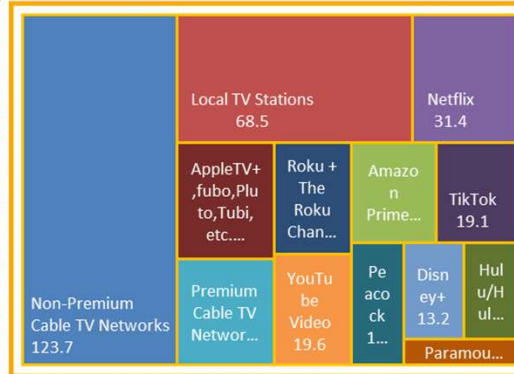 Non-Premium
Cable TV Networks
123.7
Local TV Stations
68.5
Netflix
31.4
AppleTV+
,fubo,Plu
to,Tubi,
etc....
Roku +
The
Roku
Chan...
Amazo
n
Prime...
TikTok
19.1
Premium
Cable TV
Networ...
YouTu
be
Video
19.6
Pe
acoc
k
1...
Disn
ey+
13.2
Hul
u/H
ul...
Paramou...